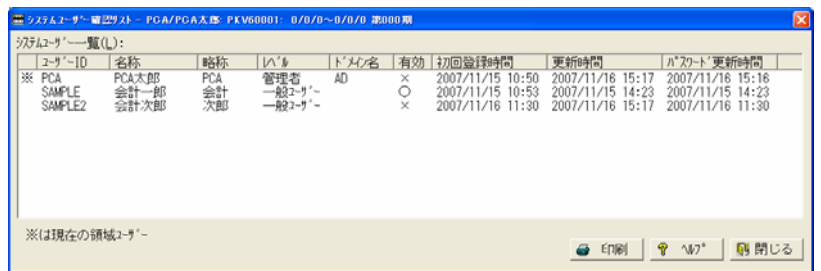 システムユーザー確認リスト - PCA/PCA太郎: PKV60001: 0/0/0～0/0/0 第000期
システムユーザー一覧(L):
ユーザーID 名称 略称 レベル ドメイン名 有効 初回登録時間 更新時間 パスワード更新時間
※ PCA PCA太郎 PCA 管理者 AD × 2007/11/15 10:50 2007/11/16 15:17 2007/11/16 15:16
SAMPLE 会計一郎 会計 一般ユーザー ○ 2007/11/15 10:53 2007/11/15 14:23 2007/11/15 14:23
SAMPLE2 会計次郎 次郎 一般ユーザー × 2007/11/16 11:30 2007/11/16 15:17 2007/11/16 11:30
※は現在の領域ユーザー
印刷 ヘルプ 閉じる